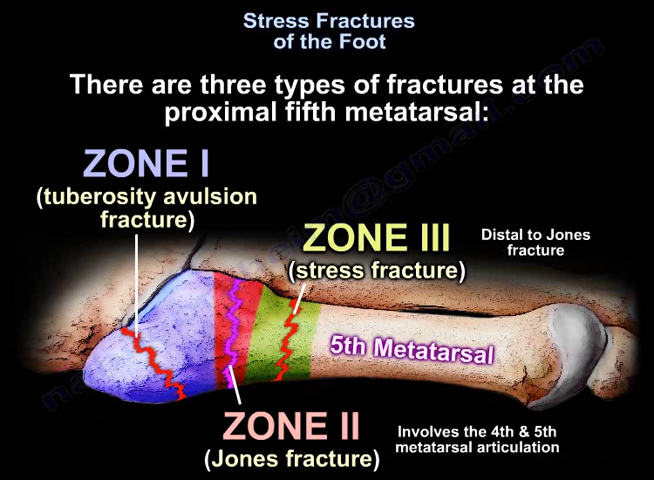 Stress Fractures
of the Foot
There are three types of fractures at the
proximal fifth metatarsal:
ZONE I
(tuberosity avulsion
fracture)
ZONE III
(stress fracture)
Distal to Jones
fracture
5th Metatarsal
ZONE II
(Jones fracture)
Involves the 4th & 5th
metatarsal articulation